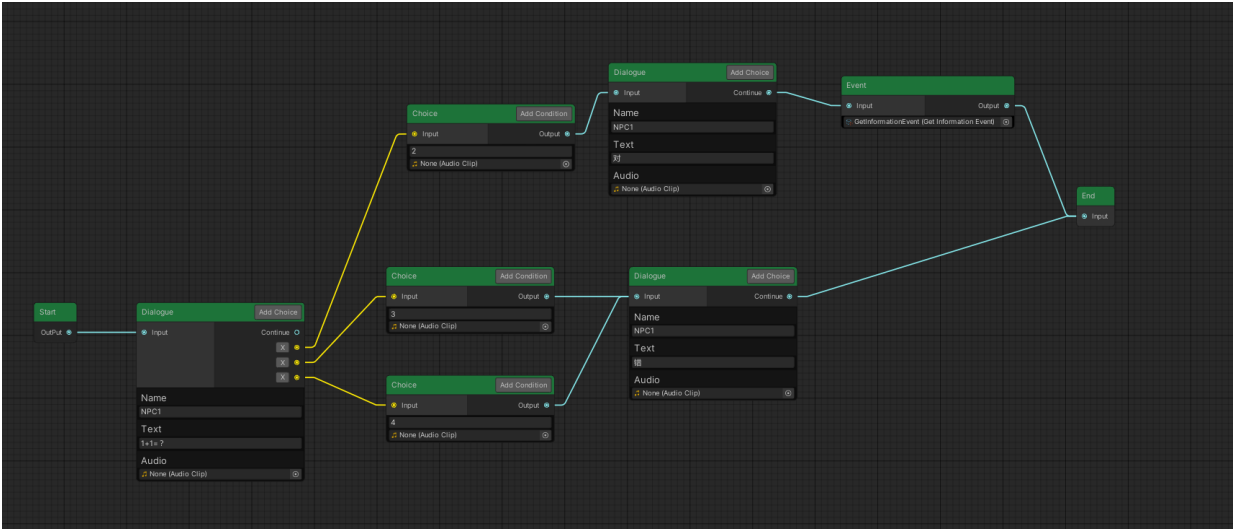 Dialogue Add Choice
Input Continue
Name
NPC1
Text
对
Audio
None (Audio Clip)
Event
Input Output
GetInformationEvent (Get Information Event)
Choice Add Condition
Input Output
2
None (Audio Clip)
End
Input
Choice Add Condition
Input Output
3
None (Audio Clip)
Dialogue Add Choice
Input Continue
Name
NPC1
Text
错
Audio
None (Audio Clip)
Start
OutPut
Dialogue Add Choice
Input Continue
X
X
X
Name
NPC1
Text
1+1= ?
Audio
None (Audio Clip)
Choice Add Condition
Input Output
4
None (Audio Clip)